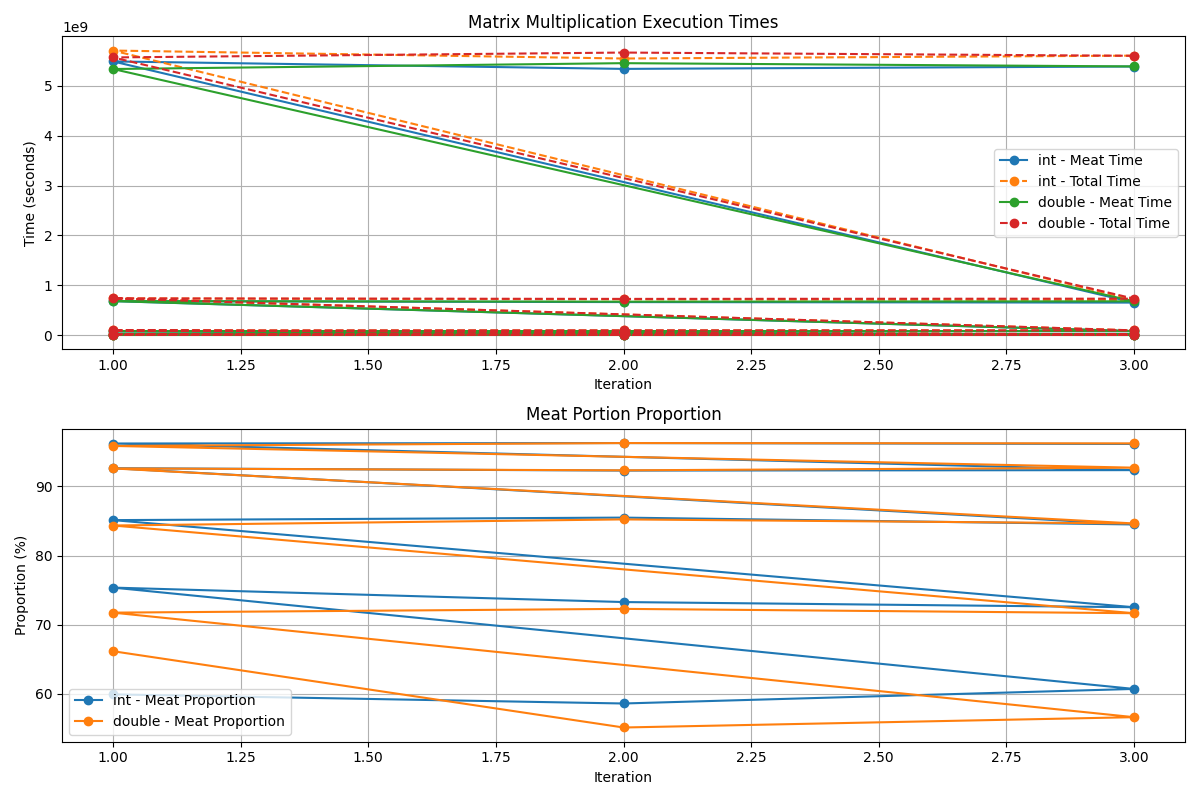 Matrix Multiplication Execution Times
1e9
5
4
3
2
1
0
Time (seconds)
int - Meat Time
int - Total Time
double - Meat Time
double - Total Time
1.00 1.25 1.50 1.75 2.00 2.25 2.50 2.75 3.00
Iteration
Meat Portion Proportion
90
80
70
60
Proportion (%)
int - Meat Proportion
double - Meat Proportion
1.00 1.25 1.50 1.75 2.00 2.25 2.50 2.75 3.00
Iteration